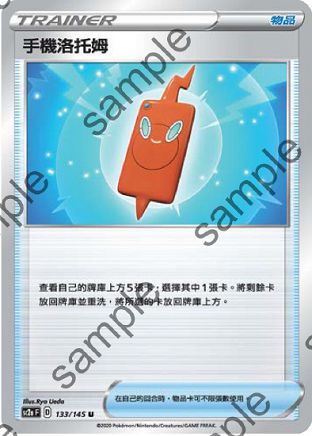 TRAINER
物品
手機洛托姆
sample
sample
sample
sample
sample
sample
查看自己的牌庫上方5張卡,選擇其中1張卡。將剩餘卡
放回牌庫並重洗,將所選的卡放回牌庫上方。
Illus.Ryo Ueda
sc2a F D 133/145 U
在自己的回合時,物品卡可不限張數使用。
©2020 Pokémon/Nintendo/Creatures/GAME FREAK.